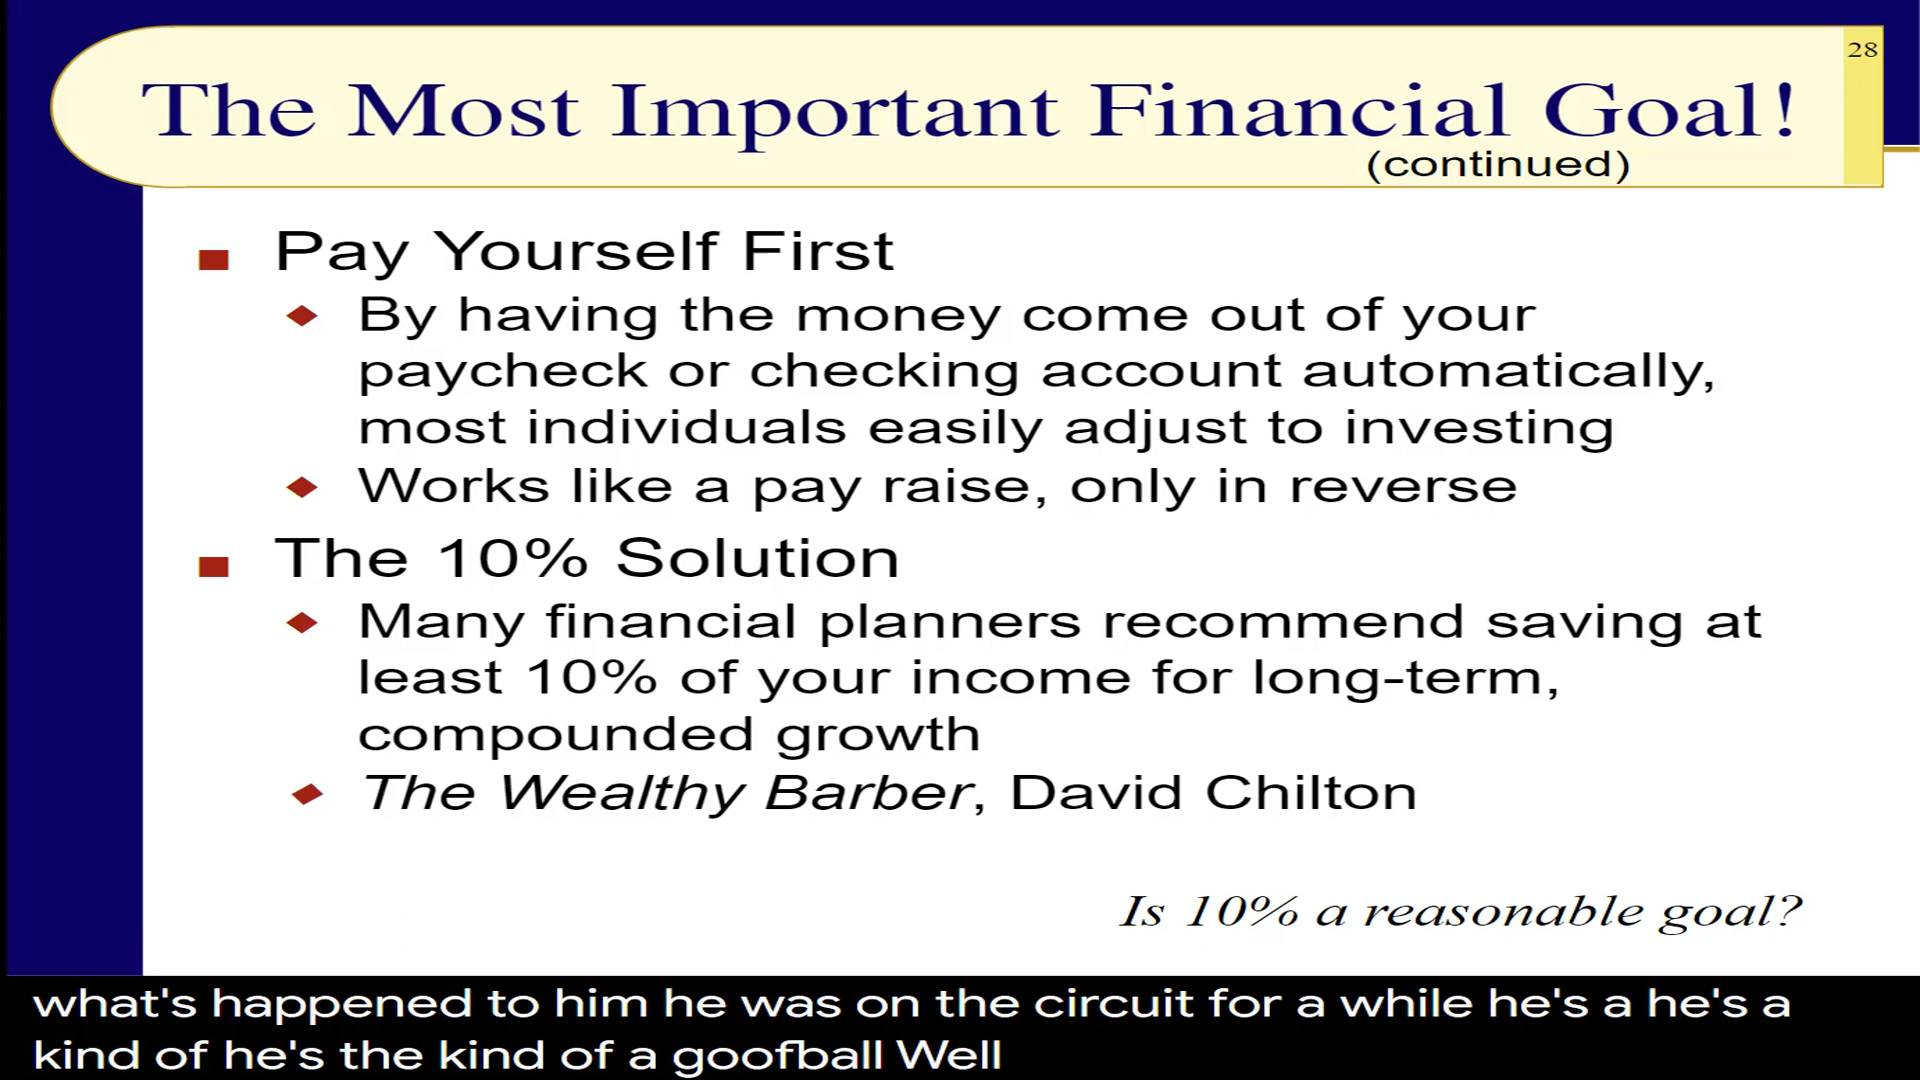 28
The Most Important Financial Goal!
(continued)
Pay Yourself First
By having the money come out of your
paycheck or checking account automatically,
most individuals easily adjust to investing
Works like a pay raise, only in reverse
The 10% Solution
Many financial planners recommend saving at
least 10% of your income for long-term,
compounded growth
The Wealthy Barber, David Chilton
Is 10% a reasonable goal?
what's happened to him he was on the circuit for a while he's a he's a
kind of he's the kind of a goofball Well